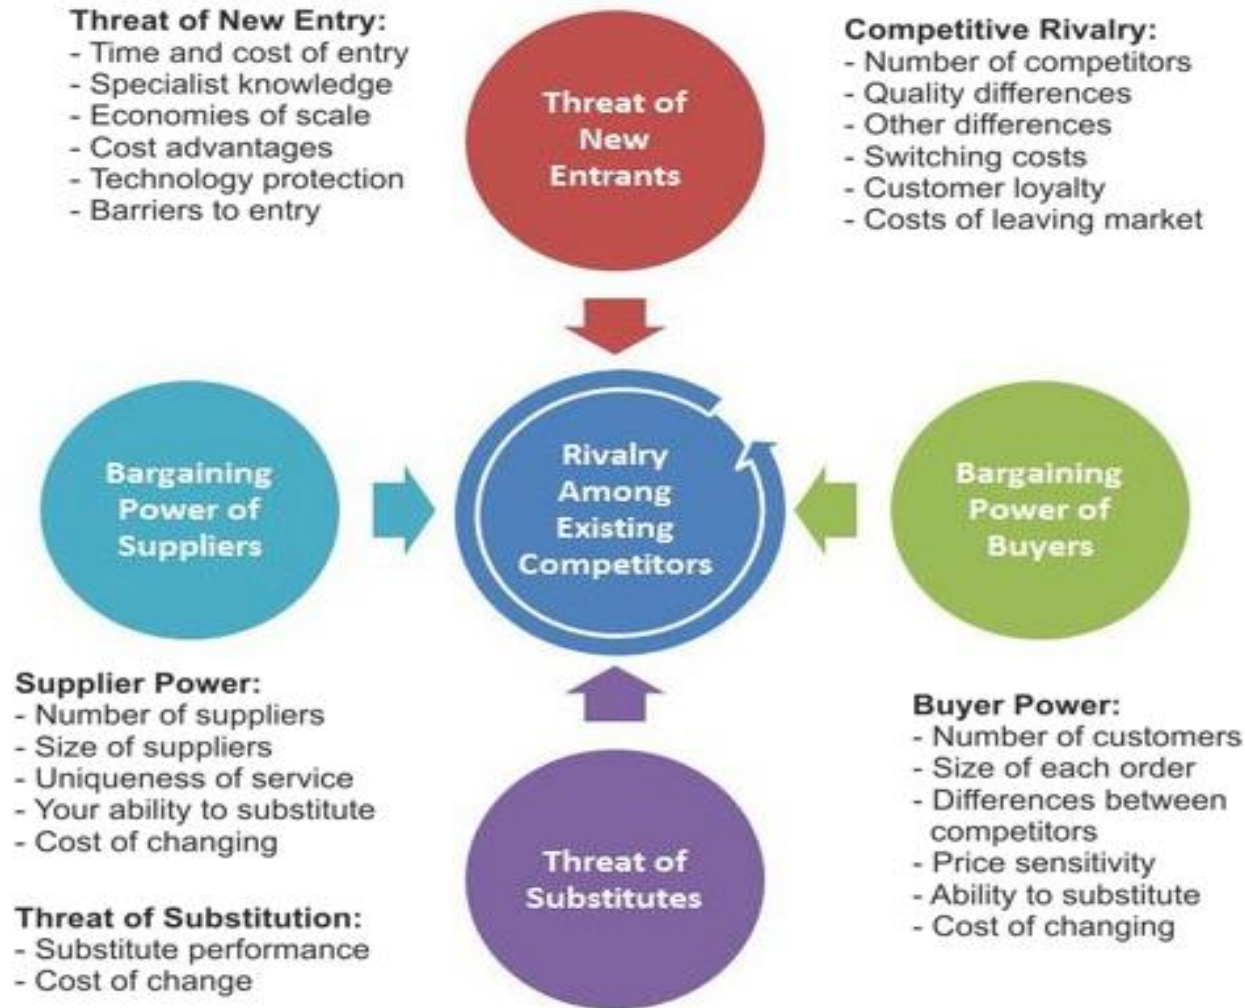 Threat of New Entry:
- Time and cost of entry
- Specialist knowledge
- Economies of scale
- Cost advantages
- Technology protection
- Barriers to entry
Threat of
New
Entrants
Competitive Rivalry:
- Number of competitors
- Quality differences
- Other differences
- Switching costs
- Customer loyalty
- Costs of leaving market
Bargaining
Power of
Suppliers
Rivalry
Among
Existing
Competitors
Bargaining
Power of
Buyers
Supplier Power:
- Number of suppliers
- Size of suppliers
- Uniqueness of service
- Your ability to substitute
- Cost of changing
Threat of Substitution:
- Substitute performance
- Cost of change
Threat of
Substitutes
Buyer Power:
- Number of customers
- Size of each order
- Differences between
competitors
- Price sensitivity
- Ability to substitute
- Cost of changing